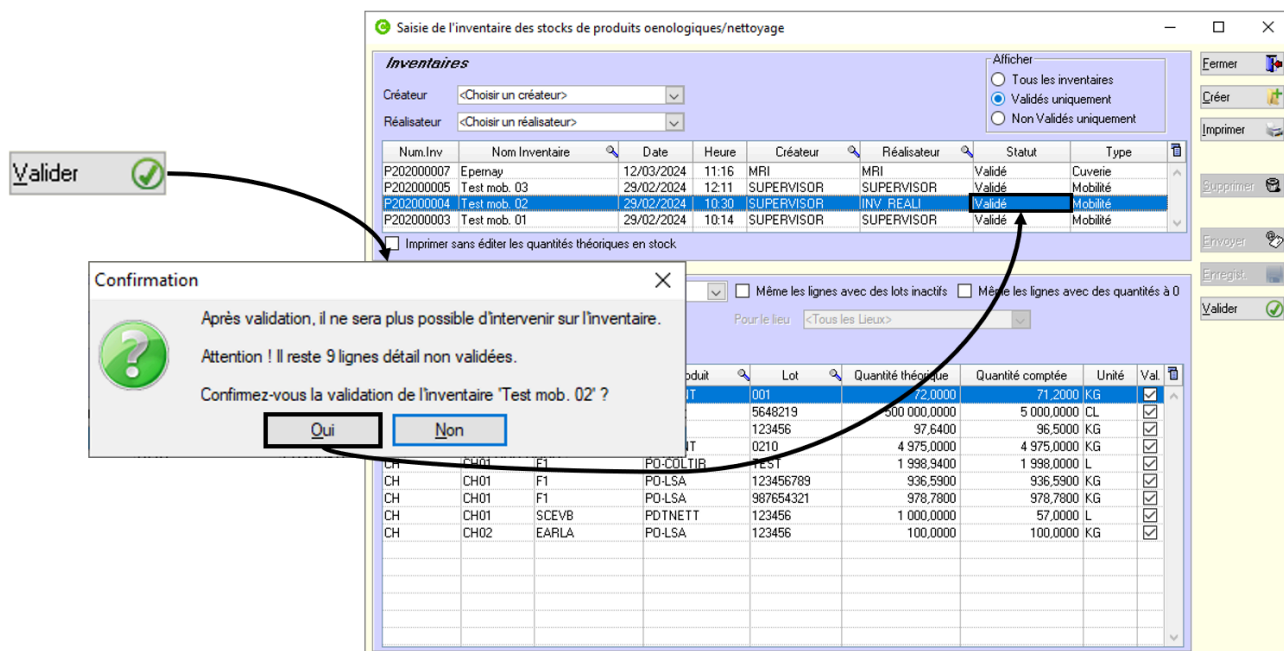 Saisie de l'inventaire des stocks de produits oenologiques/nettoyage
Inventaires
Afficher
Tous les inventaires
Validés uniquement
Non Validés uniquement
Créateur <Choisir un créateur>
Réalisateur <Choisir un réalisateur>
Fermer
Créer
Imprimer
Supprimer
Envoyer
Enregist.
Valider
Valider
Num.Inv Nom Inventaire Date Heure Créateur Réalisateur Statut Type
P202000007 Epernay 12/03/2024 11:16 MRI MRI Validé Cuverie
P202000005 Test mob. 03 29/02/2024 12:11 SUPERVISOR SUPERVISOR Validé Mobilité
P202000004 Test mob. 02 29/02/2024 10:30 SUPERVISOR INV REALI Validé Mobilité
P202000003 Test mob. 01 29/02/2024 10:14 SUPERVISOR SUPERVISOR Validé Mobilité
Imprimer sans éditer les quantités théoriques en stock
Confirmation
Après validation, il ne sera plus possible d'intervenir sur l'inventaire.
Attention ! Il reste 9 lignes détail non validées.
Confirmez-vous la validation de l'inventaire 'Test mob. 02' ?
Oui Non
Même les lignes avec des lots inactifs Même les lignes avec des quantités à 0
Pour le lieu <Tous les Lieux>
Lot Quantité théorique Quantité comptée Unité Val.
001 72,0000 71,2000 KG
5648219 500 000,0000 5 000,0000 CL
123456 97,6400 96,5000 KG
0210 4 975,0000 4 975,0000 KG
CH CH01 F1 PO-COLTIR TEST 1 998,9400 1 998,0000 L
CH CH01 F1 PO-LSA 123456789 936,5900 936,5900 KG
CH CH01 F1 PO-LSA 987654321 978,7800 978,7800 KG
CH CH01 SCEVB PDTNETT 123456 1 000,0000 57,0000 L
CH CH02 EARLA PO-LSA 123456 100,0000 100,0000 KG